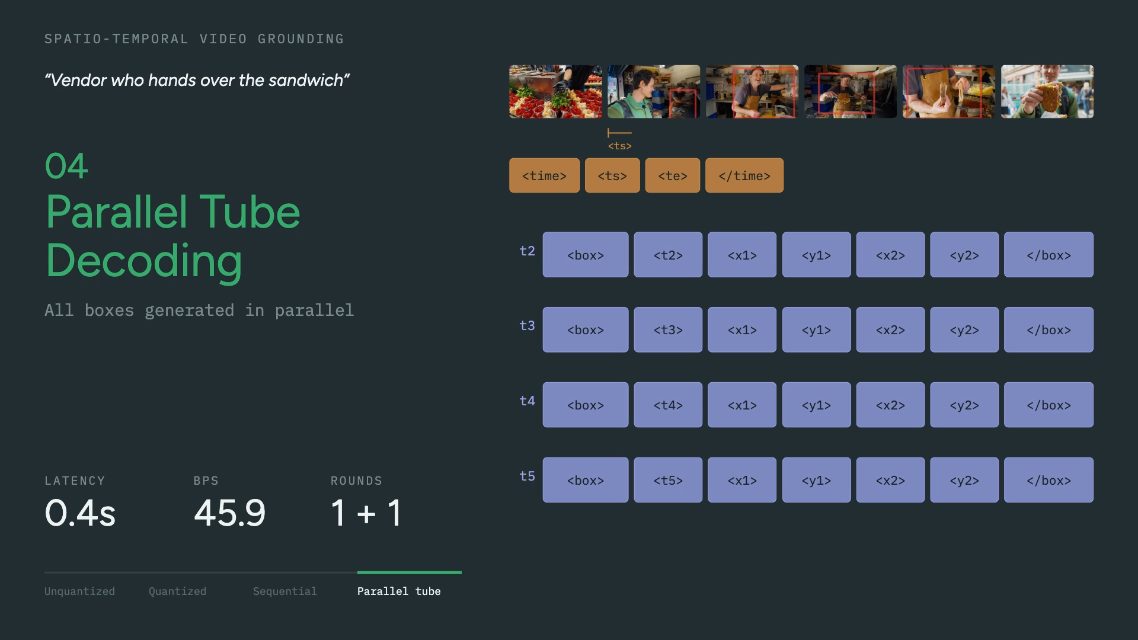 SPATIO-TEMPORAL VIDEO GROUNDING
“Vendor who hands over the sandwich”
04
Parallel Tube
Decoding
All boxes generated in parallel
LATENCY BPS ROUNDS
0.4s 45.9 1 + 1
Unquantized Quantized Sequential Parallel tube
<ts>
<time> <ts> <te> </time>
t2 <box> <t2> <x1> <y1> <x2> <y2> </box>
t3 <box> <t3> <x1> <y1> <x2> <y2> </box>
t4 <box> <t4> <x1> <y1> <x2> <y2> </box>
t5 <box> <t5> <x1> <y1> <x2> <y2> </box>